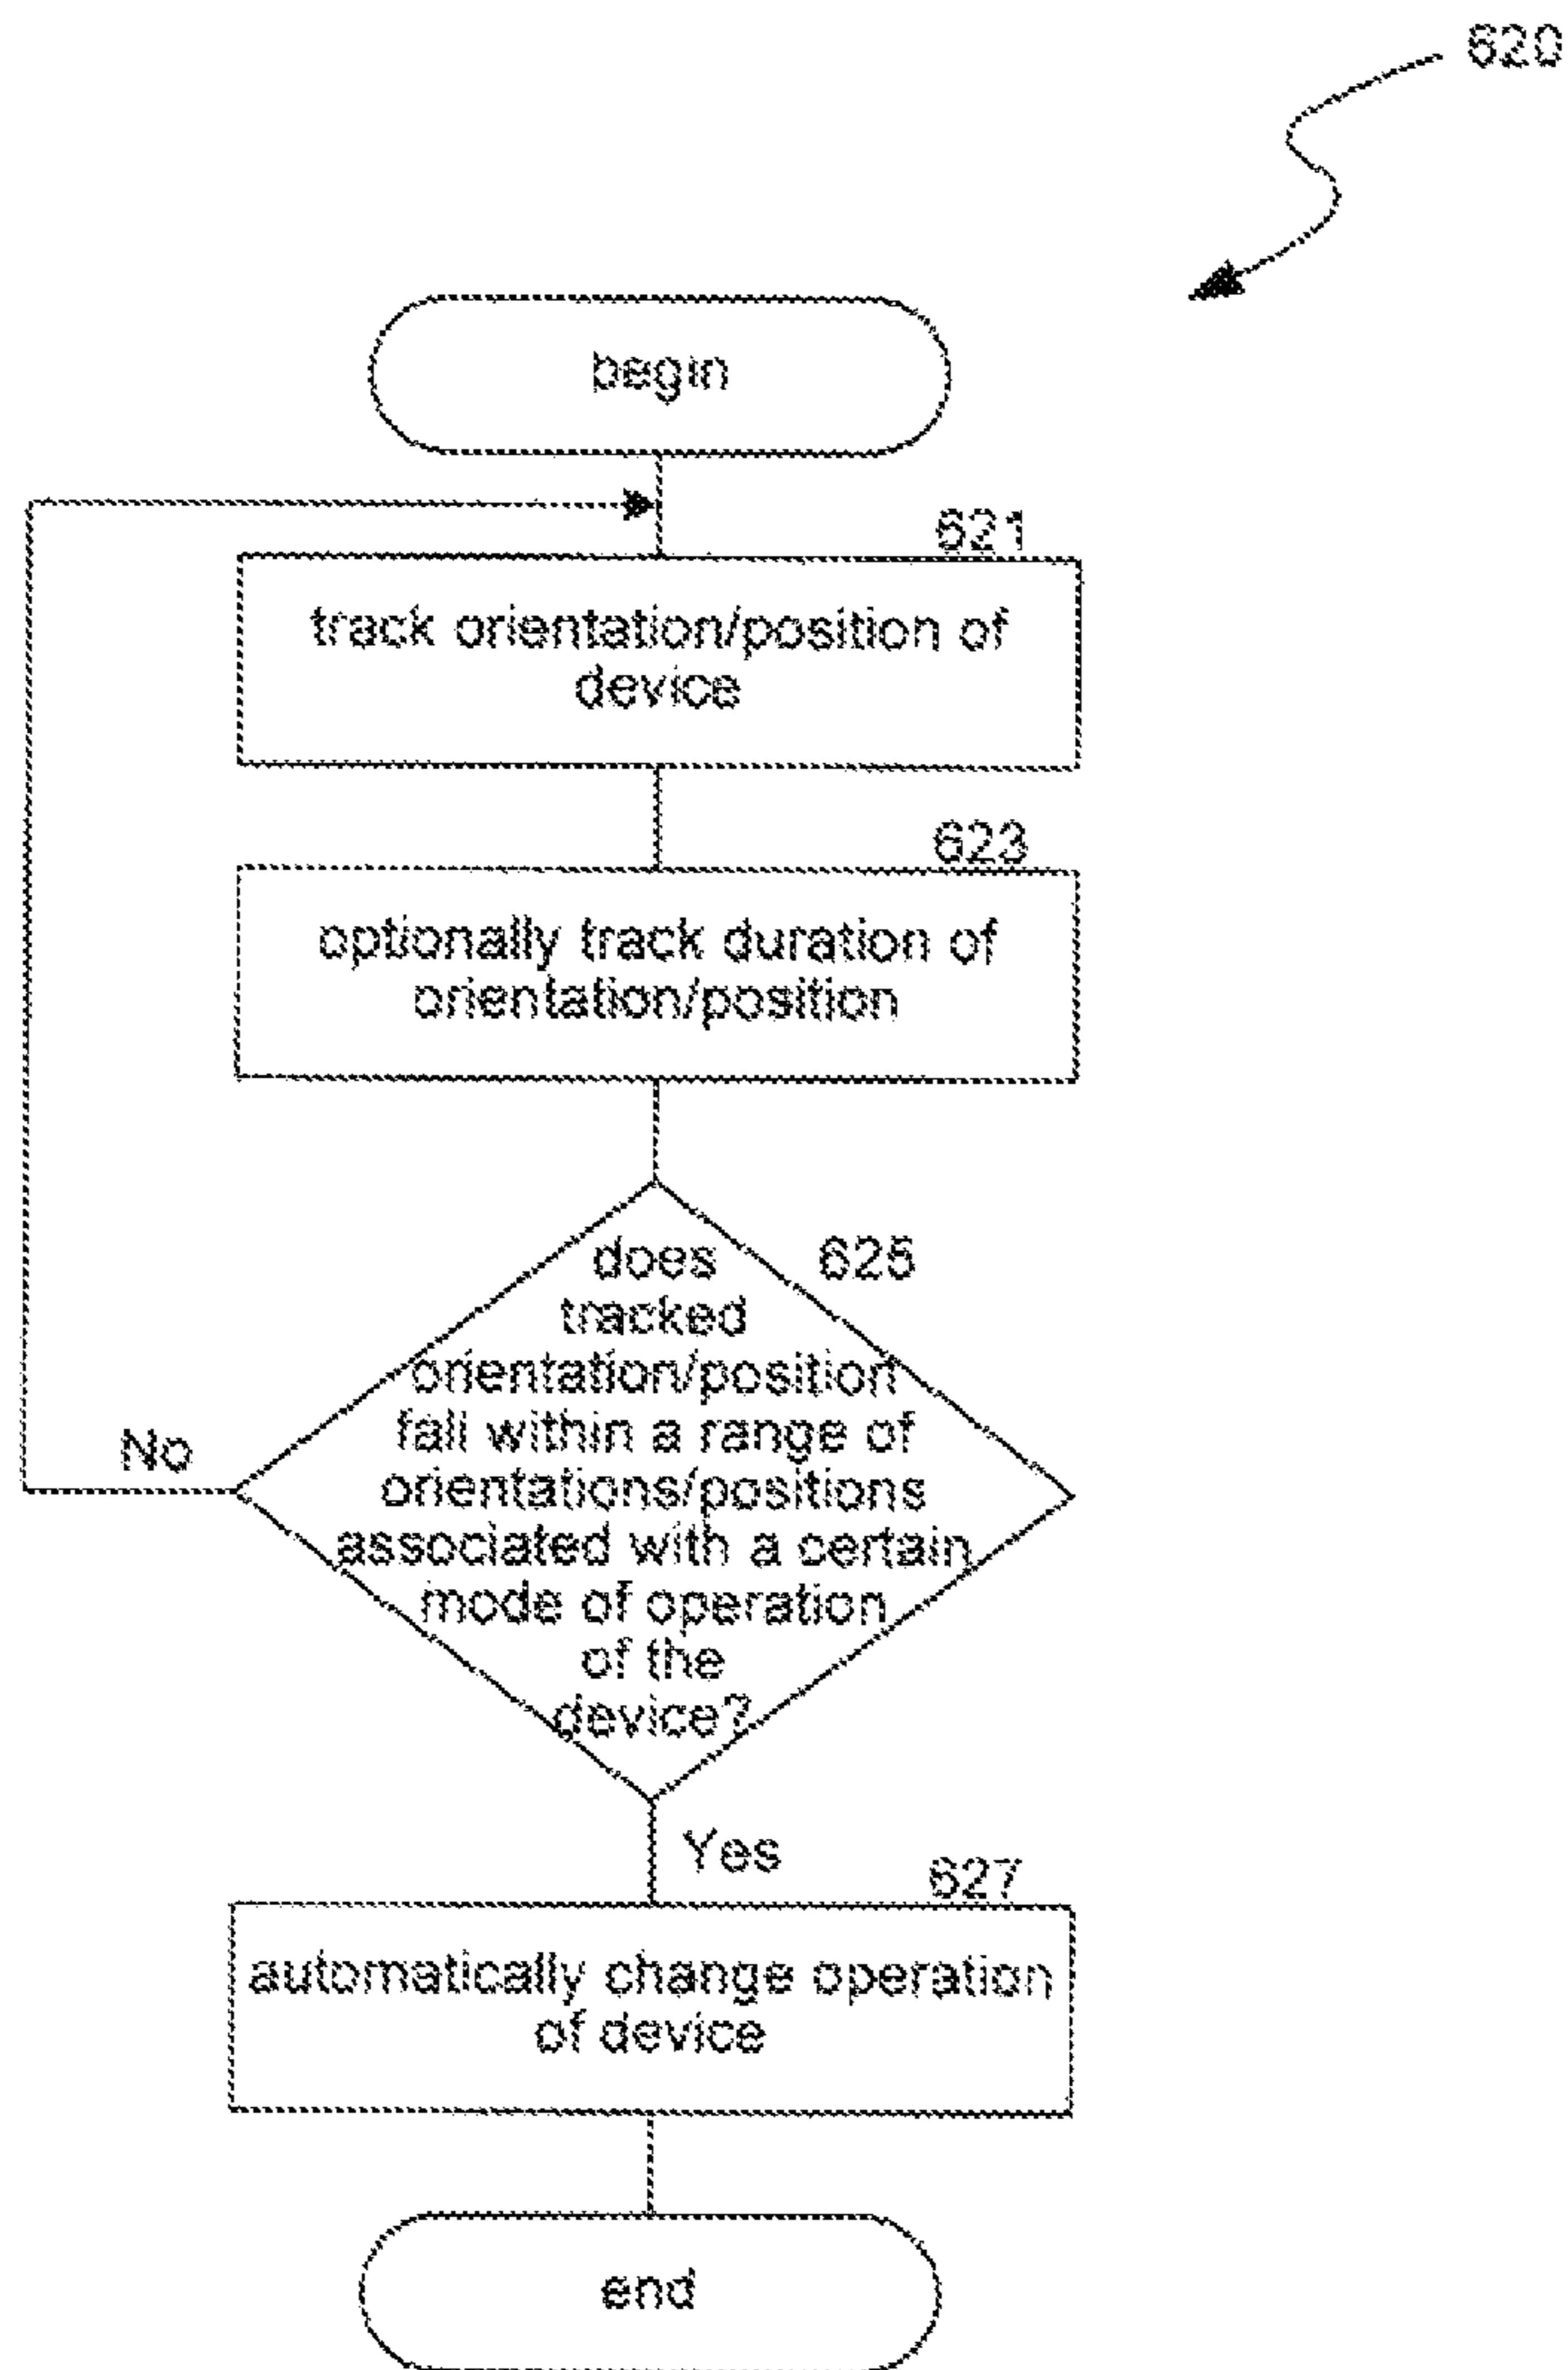 620
begin
621
track orientation/position of
device
623
optionally track duration of
orientation/position
625
does
tracked
orientation/position
fall within a range of
orientations/positions
associated with a certain
mode of operation
of the
device?
No
Yes
627
automatically change operation
of device
end